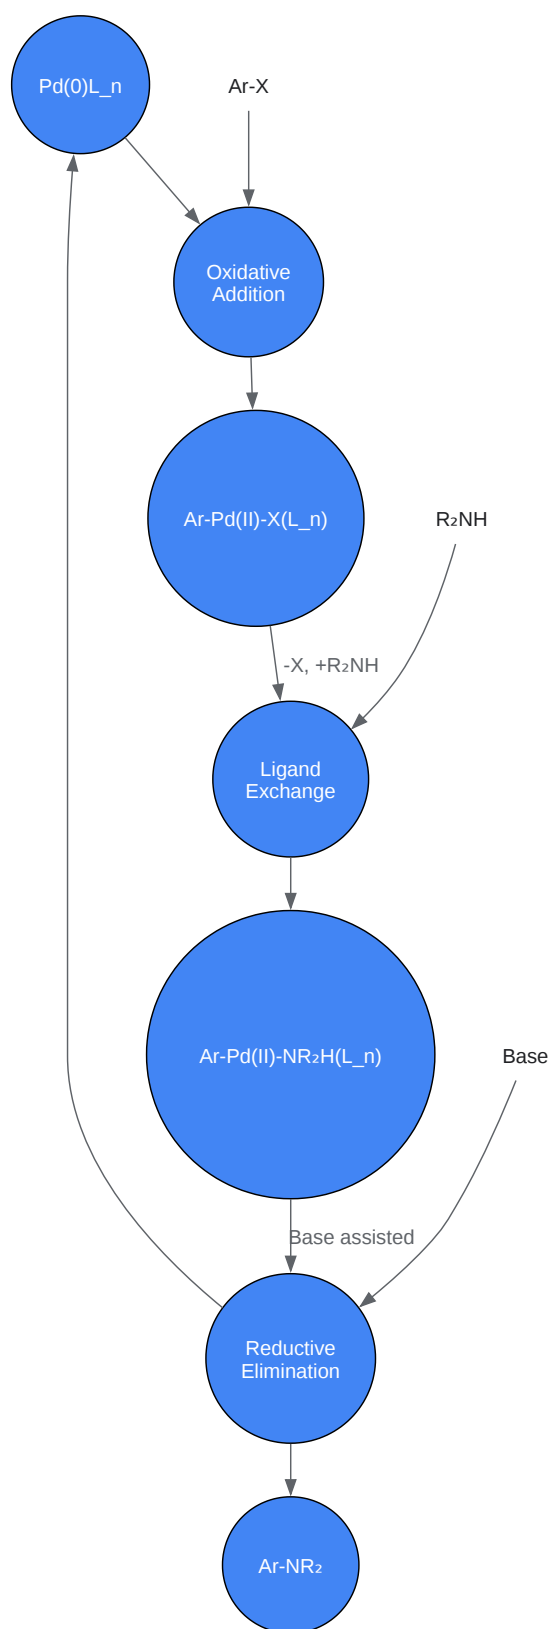 Pd(0)L_n
Ar-X
Oxidative
Addition
Ar-Pd(II)-X(L_n)
R₂NH
-X, +R₂NH
Ligand
Exchange
Ar-Pd(II)-NR₂H(L_n)
Base
Base assisted
Reductive
Elimination
Ar-NR₂